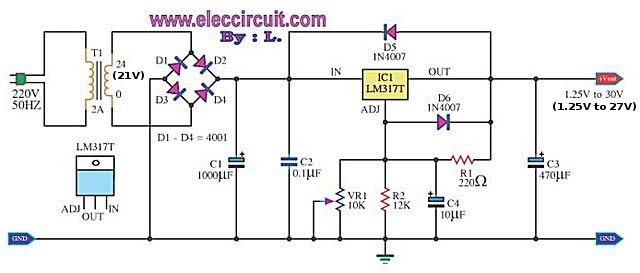 www.eleccircuit.com
By : L.
T1
24
(21V)
0
2A
220V
50HZ
D1
D2
D3
D4
D1 - D4 = 4001
LM317T
ADJ
OUT
IN
C1
1000µF
C2
0.1µF
D5
1N4007
IN
IC1
LM317T
OUT
ADJ
D6
1N4007
VR1
10K
R2
12K
C4
10µF
R1
220Ω
C3
470µF
+Vout
1.25V to 30V
(1.25V to 27V)
GND
GND